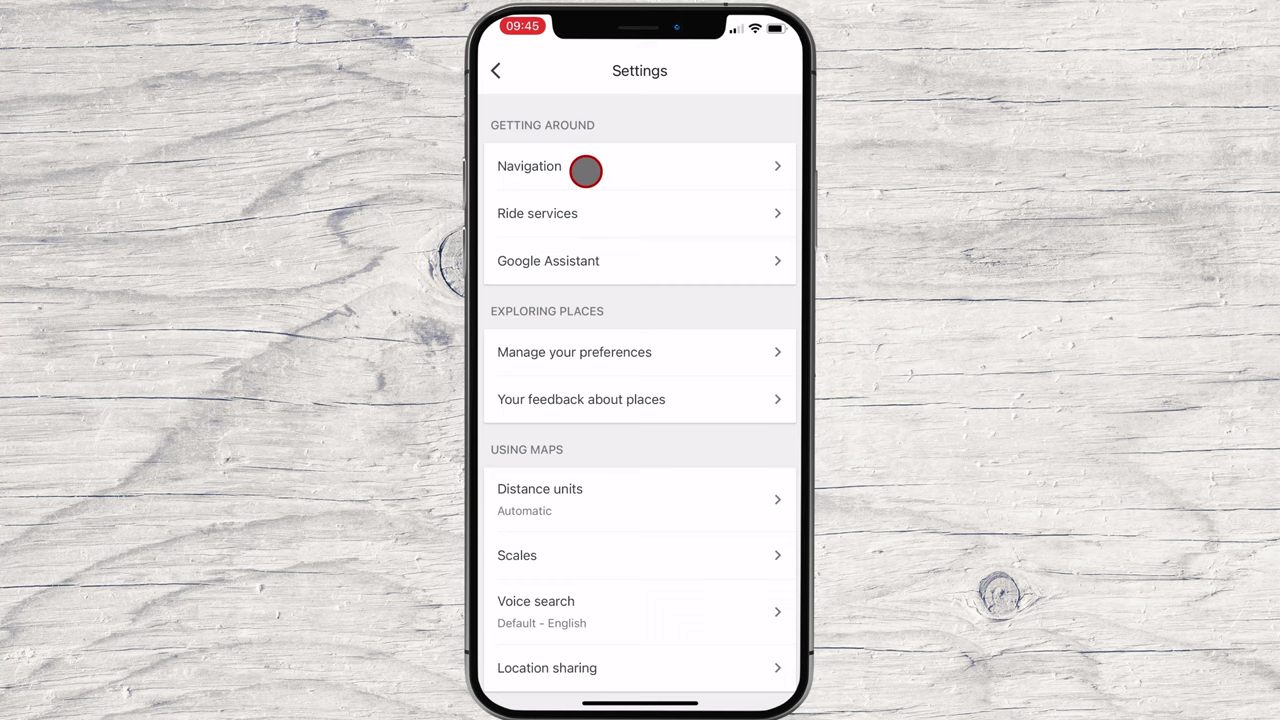 09:45
Settings
GETTING AROUND
Navigation
Ride services
Google Assistant
EXPLORING PLACES
Manage your preferences
Your feedback about places
USING MAPS
Distance units
Automatic
Scales
Voice search
Default - English
Location sharing